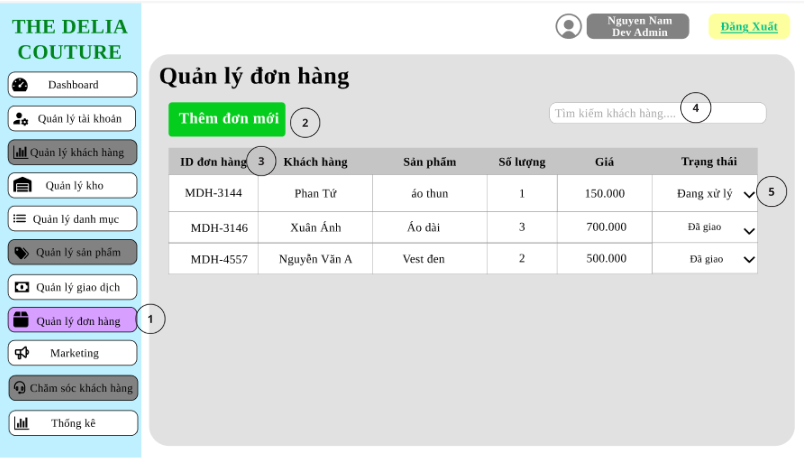 THE DELIA
COUTURE
Dashboard
Quản lý tài khoản
Quản lý khách hàng
Quản lý kho
Quản lý danh mục
Quản lý sản phẩm
Quản lý giao dịch
Quản lý đơn hàng
1
Marketing
Chăm sóc khách hàng
Thống kê
Nguyen Nam
Dev Admin
Đăng Xuất
Quản lý đơn hàng
Thêm đơn mới
2
Tìm kiếm khách hàng....
4
ID đơn hàng 3 Khách hàng Sản phẩm Số lượng Giá Trạng thái
MDH-3144 Phan Tứ áo thun 1 150.000 Đang xử lý 5
MDH-3146 Xuân Ánh Áo dài 3 700.000 Đã giao
MDH-4557 Nguyễn Văn A Vest đen 2 500.000 Đã giao